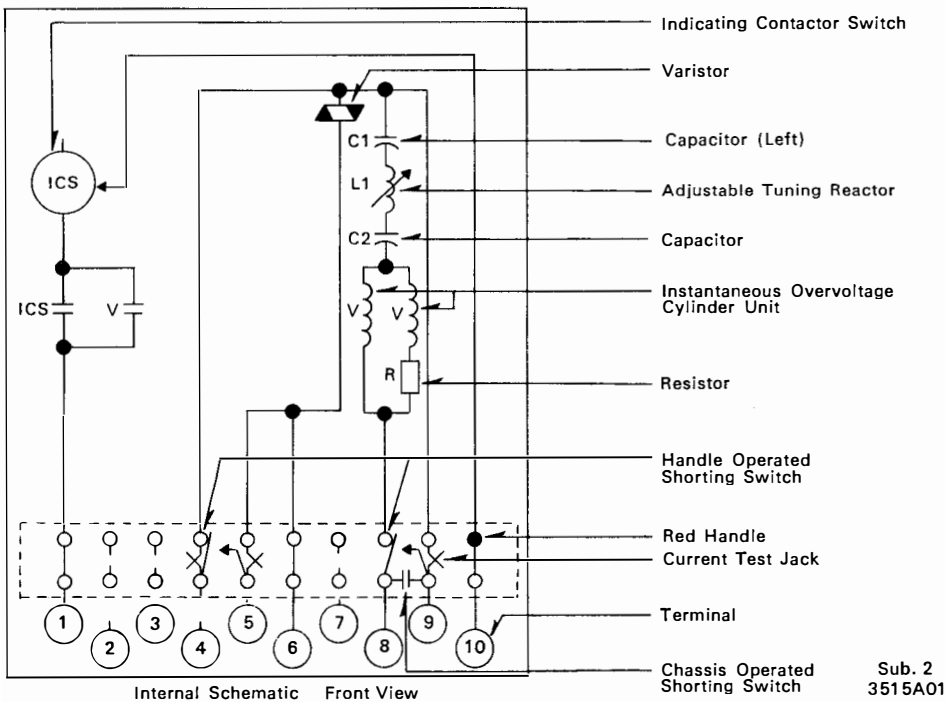 Indicating Contactor Switch
Varistor
C1
Capacitor (Left)
ICS
L1
Adjustable Tuning Reactor
C2
Capacitor
Instantaneous Overvoltage
Cylinder Unit
ICS
V
V
V
R
Resistor
Handle Operated
Shorting Switch
Red Handle
Current Test Jack
1
2
3
4
5
6
7
8
9
10
Terminal
Chassis Operated
Shorting Switch
Internal Schematic Front View
Sub. 2
3515A01